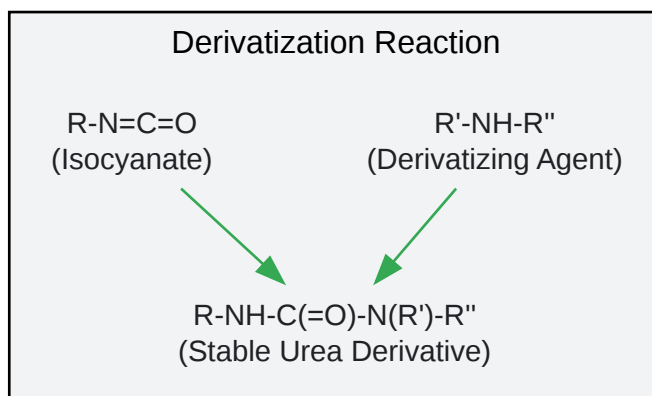 Derivatization Reaction
R-N=C=O
(Isocyanate)
R'-NH-R"
(Derivatizing Agent)
R-NH-C(=O)-N(R')-R"
(Stable Urea Derivative)